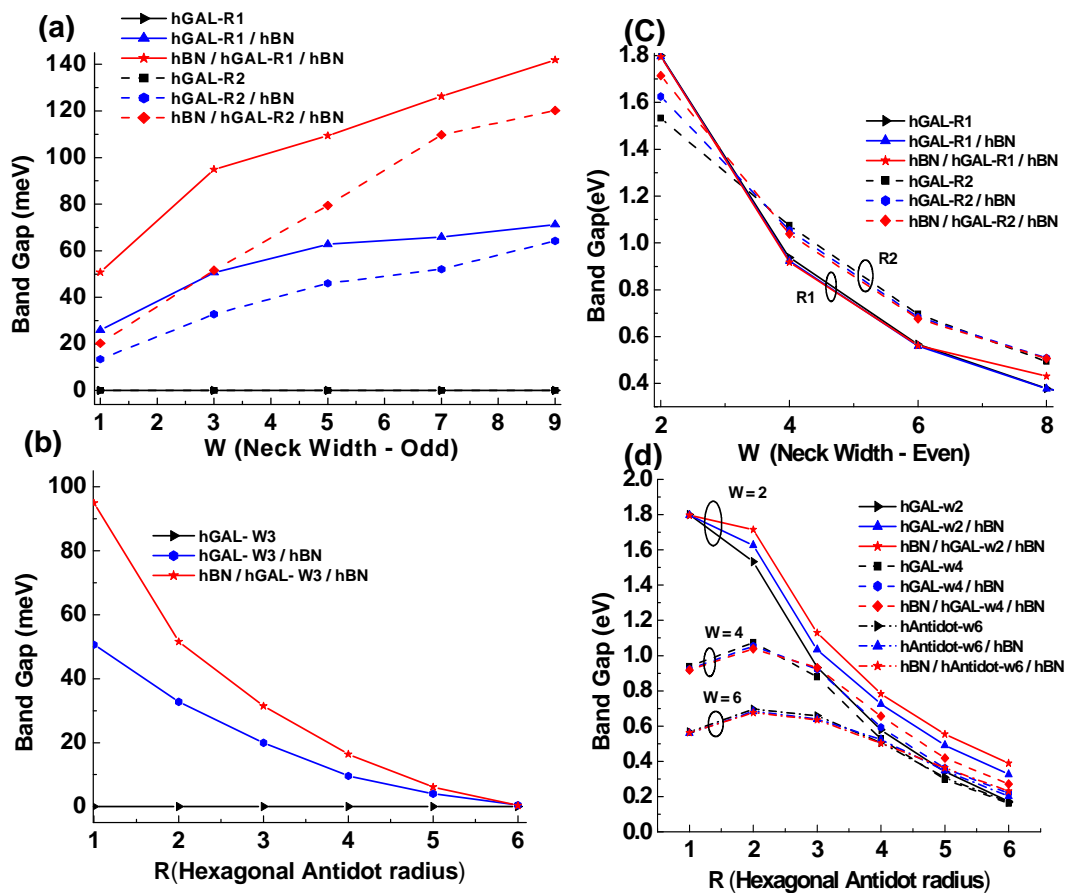 (a)
hGAL-R1
hGAL-R1 / hBN
hBN / hGAL-R1 / hBN
hGAL-R2
hGAL-R2 / hBN
hBN / hGAL-R2 / hBN
140
120
100
80
60
40
20
0
Band Gap (meV)
1 2 3 4 5 6 7 8 9
W (Neck Width - Odd)
(C)
hGAL-R1
hGAL-R1 / hBN
hBN / hGAL-R1 / hBN
hGAL-R2
hGAL-R2 / hBN
hBN / hGAL-R2 / hBN
R2
R1
1.8
1.6
1.4
1.2
1.0
0.8
0.6
0.4
Band Gap(eV)
2 4 6 8
W (Neck Width - Even)
(b)
hGAL- W3
hGAL- W3 / hBN
hBN / hGAL- W3 / hBN
100
80
60
40
20
0
Band Gap (meV)
1 2 3 4 5 6
R(Hexagonal Antidot radius)
(d)
W = 2
W = 4
W = 6
hGAL-w2
hGAL-w2 / hBN
hBN / hGAL-w2 / hBN
hGAL-w4
hGAL-w4 / hBN
hBN / hGAL-w4 / hBN
hAntidot-w6
hAntidot-w6 / hBN
hBN / hAntidot-w6 / hBN
2.0
1.8
1.6
1.4
1.2
1.0
0.8
0.6
0.4
0.2
0.0
Band Gap (eV)
1 2 3 4 5 6
R (Hexagonal Antidot radius)